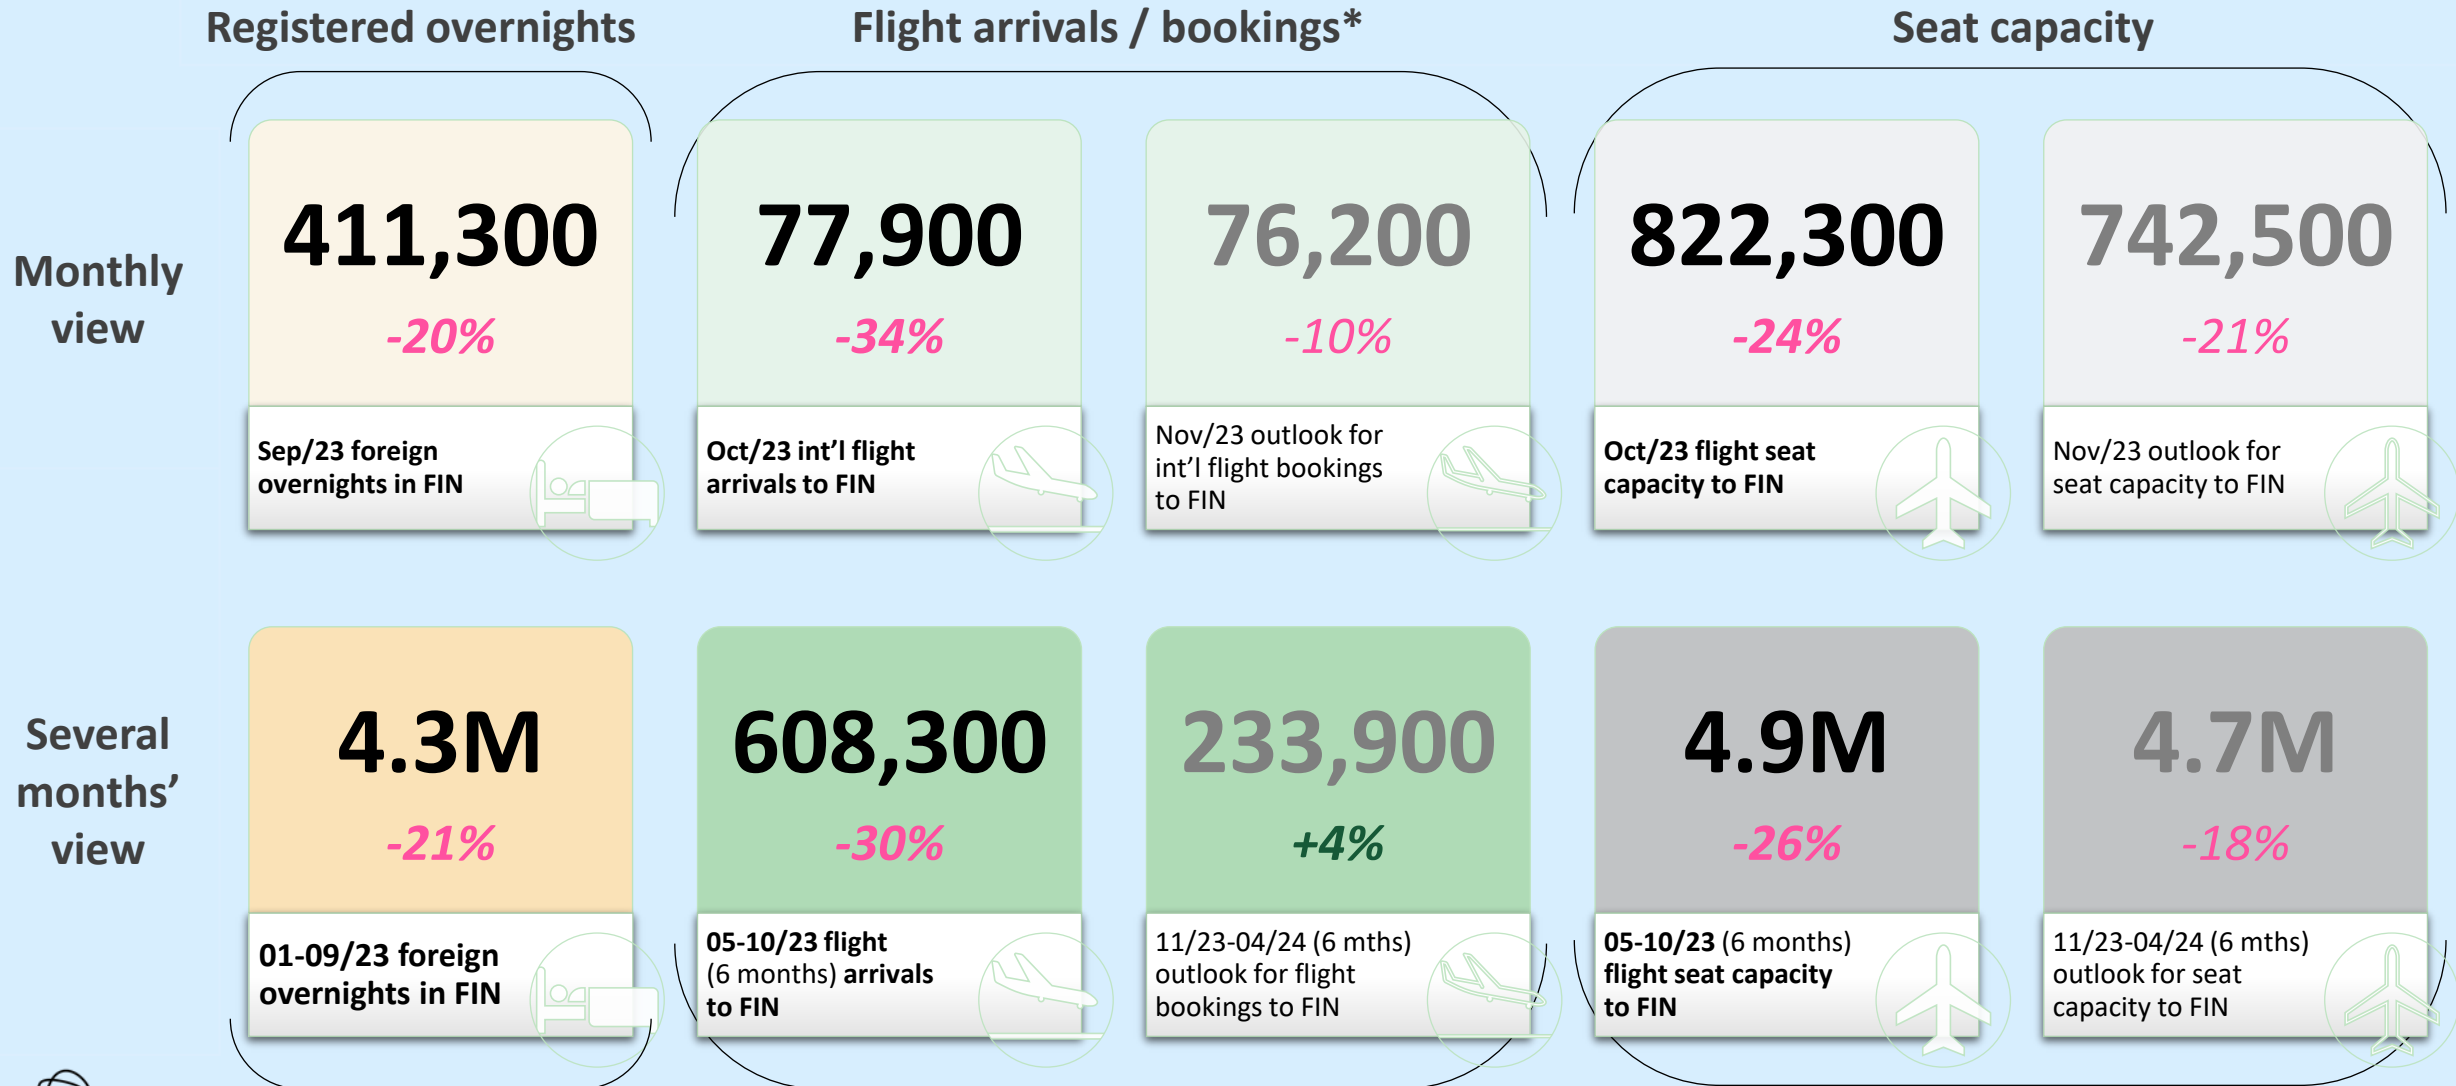 Registered overnights
Flight arrivals / bookings*
Seat capacity
Monthly
view
411,300
-20%
Sep/23 foreign
overnights in FIN
77,900
-34%
Oct/23 int’l flight
arrivals to FIN
76,200
-10%
Nov/23 outlook for
int’l flight bookings
to FIN
822,300
-24%
Oct/23 flight seat
capacity to FIN
742,500
-21%
Nov/23 outlook for
seat capacity to FIN
Several
months’
view
4.3M
-21%
01-09/23 foreign
overnights in FIN
608,300
-30%
05-10/23 flight
(6 months) arrivals
to FIN
233,900
+4%
11/23-04/24 (6 mths)
outlook for flight
bookings to FIN
4.9M
-26%
05-10/23 (6 months)
flight seat capacity
to FIN
4.7M
-18%
11/23-04/24 (6 mths)
outlook for seat
capacity to FIN